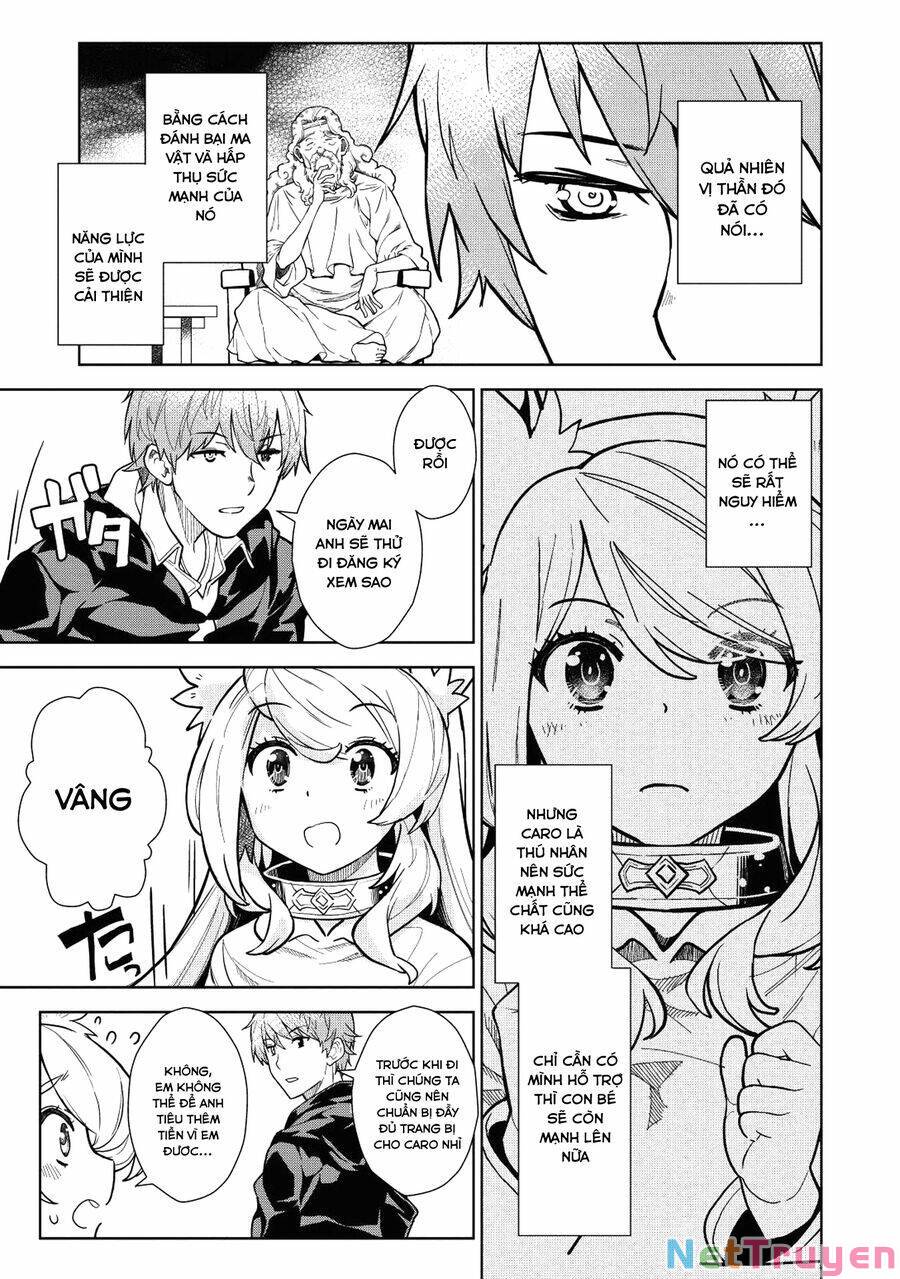 QUẢ NHIÊN
VỊ THẦN ĐÓ
ĐÃ CÓ
NÓI...
BẰNG CÁCH
ĐÁNH BẠI MA
VẬT VÀ HẤP
THỤ SỨC
MẠNH CỦA
NÓ
NĂNG LỰC
CỦA MÌNH
SẼ ĐƯỢC
CẢI THIỆN
NÓ CÓ THỂ
SẼ RẤT
NGUY HIỂM
...
NHƯNG
CARO LÀ
THÚ NHÂN
NÊN SỨC
MẠNH THỂ
CHẤT CŨNG
KHÁ CAO
CHỈ CẦN CÓ
MÌNH HỖ TRỢ
THÌ CON BÉ
SẼ CÒN
MẠNH LÊN
NỮA
ĐƯỢC
RỒI
NGÀY MAI
ANH SẼ THỬ
ĐI ĐĂNG KÝ
XEM SAO
ガタ
VÂNG
たっ
TRƯỚC KHI ĐI
THÌ CHÚNG TA
CŨNG NÊN
CHUẨN BỊ ĐẦY
ĐỦ TRANG BỊ
CHO CARO NHỈ
KHÔNG,
EM KHÔNG
THỂ ĐỂ ANH
TIÊU THÊM
TIỀN VÌ EM
ĐƯỢC...
NetTruyen